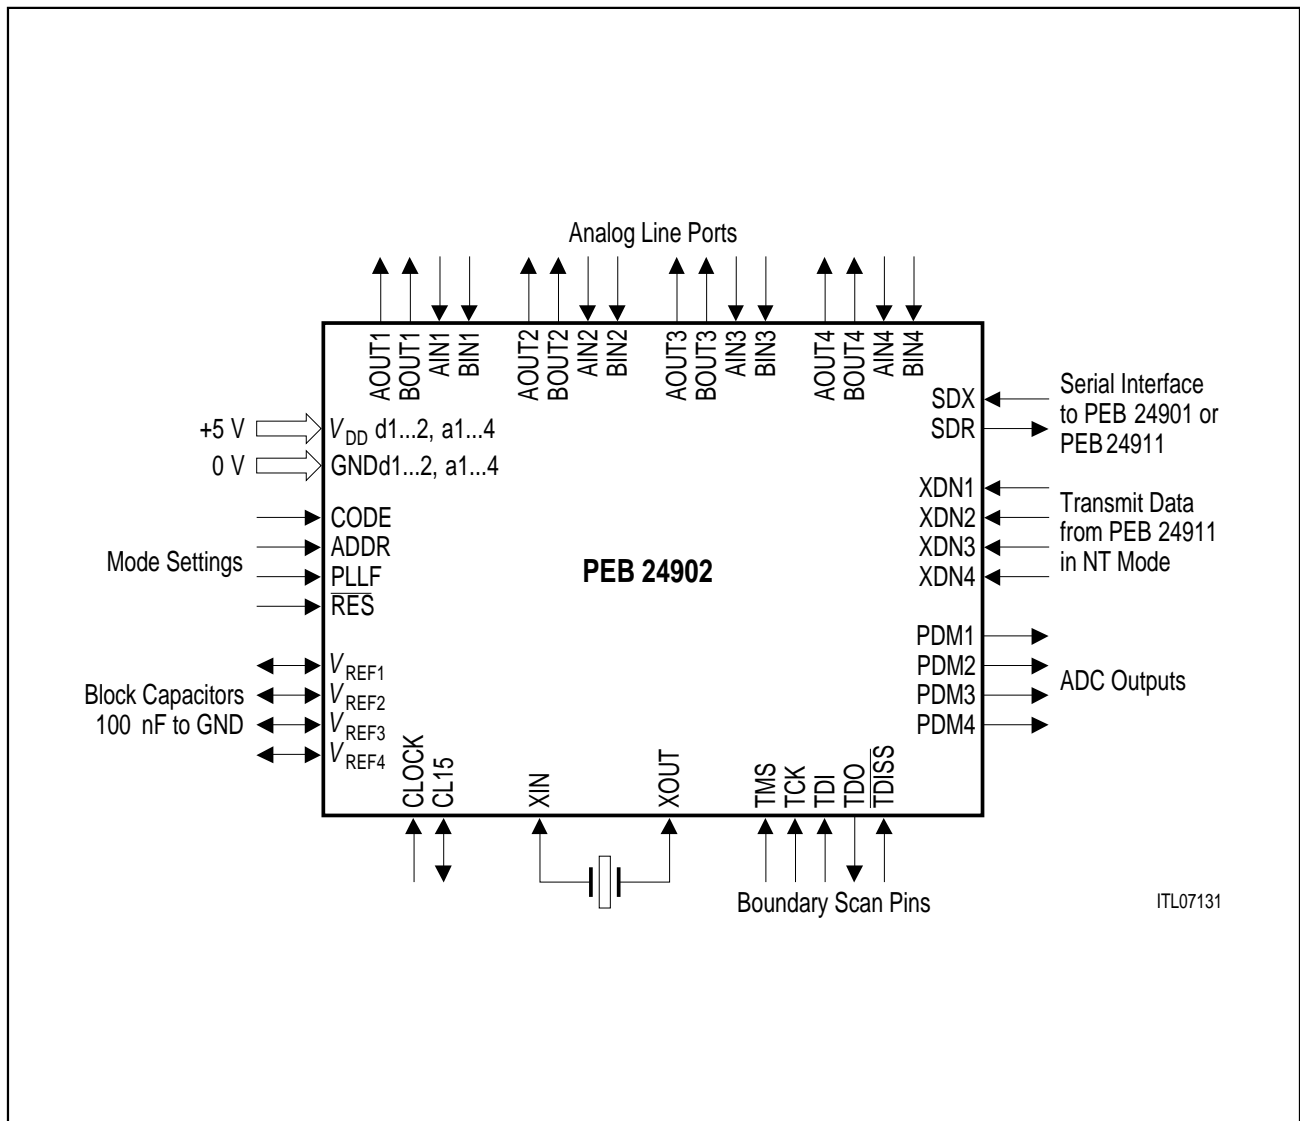 Analog Line Ports
AOUT1
BOUT1
AIN1
BIN1
AOUT2
BOUT2
AIN2
BIN2
AOUT3
BOUT3
AIN3
BIN3
AOUT4
BOUT4
AIN4
BIN4
+5 V
VDD d1...2, a1...4
0 V
GNDd1...2, a1...4
Mode Settings
CODE
ADDR
PLLF
RES
Block Capacitors
100 nF to GND
VREF1
VREF2
VREF3
VREF4
PEB 24902
SDX
SDR
Serial Interface
to PEB 24901 or
PEB 24911
XDN1
XDN2
XDN3
XDN4
Transmit Data
from PEB 24911
in NT Mode
PDM1
PDM2
PDM3
PDM4
ADC Outputs
CLOCK
CL15
XIN
XOUT
TMS
TCK
TDI
TDO
TDISS
Boundary Scan Pins
ITL07131